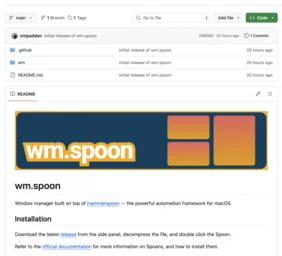 main
1 Branch
0 Tags
Go to file
t
Add file
Code
cmpadden initial release of wm.spoon
20 hours ago
1 Commits
.github
initial release of wm.spoon
20 hours ago
wm
initial release of wm.spoon
20 hours ago
README.md
initial release of wm.spoon
20 hours ago
README
wm.spoon
wm.spoon
Window manager built on top of Hammerspoon — the powerful automation framework for macOS.
Installation
Download the latest release from the side panel, decompress the file, and double click the Spoon.
Refer to the official documentation for more information on Spoons, and how to install them.